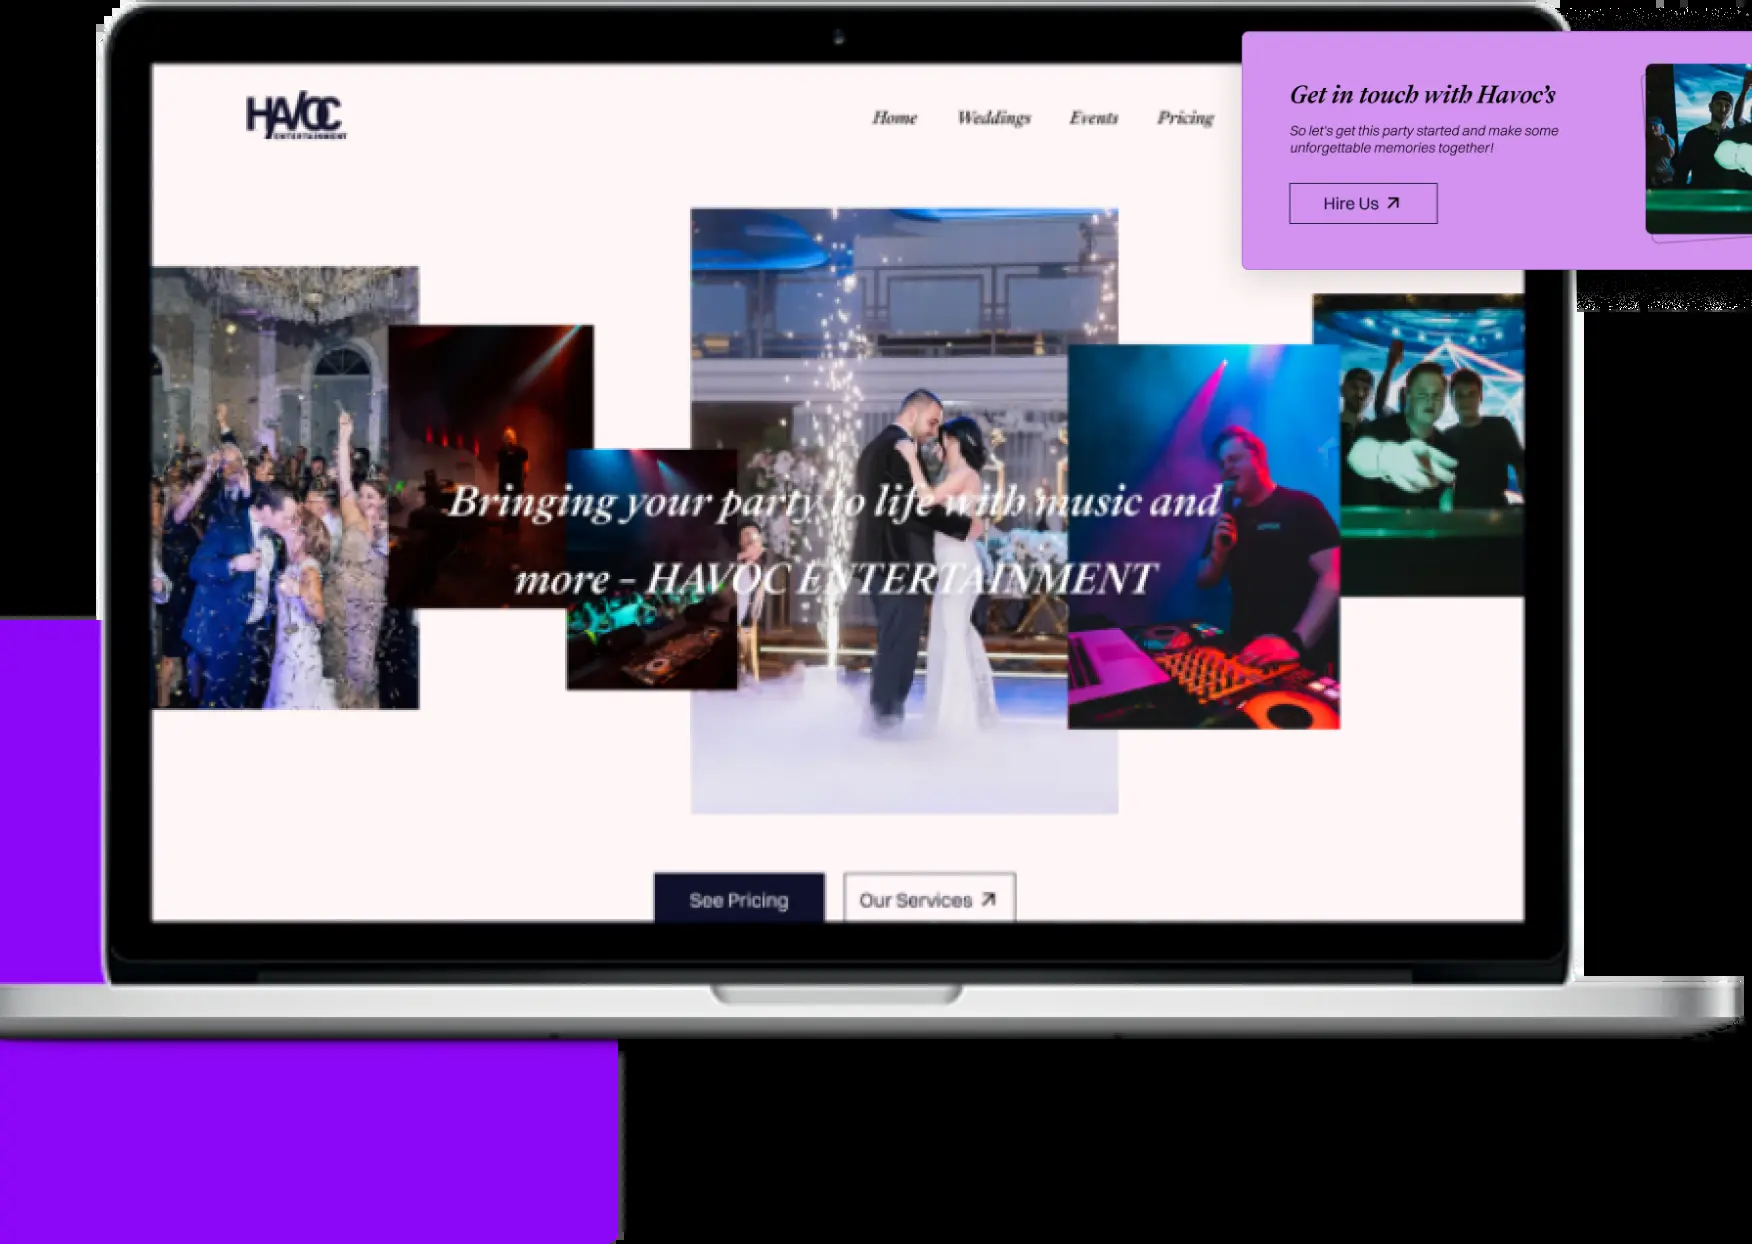 HAVOC
ENTERTAINMENT
Home Weddings Events Pricing
Get in touch with Havoc's
So let's get this party started and make some
unforgettable memories together!
Hire Us
Bringing your party to life with music and
more - HAVOC ENTERTAINMENT
See Pricing
Our Services